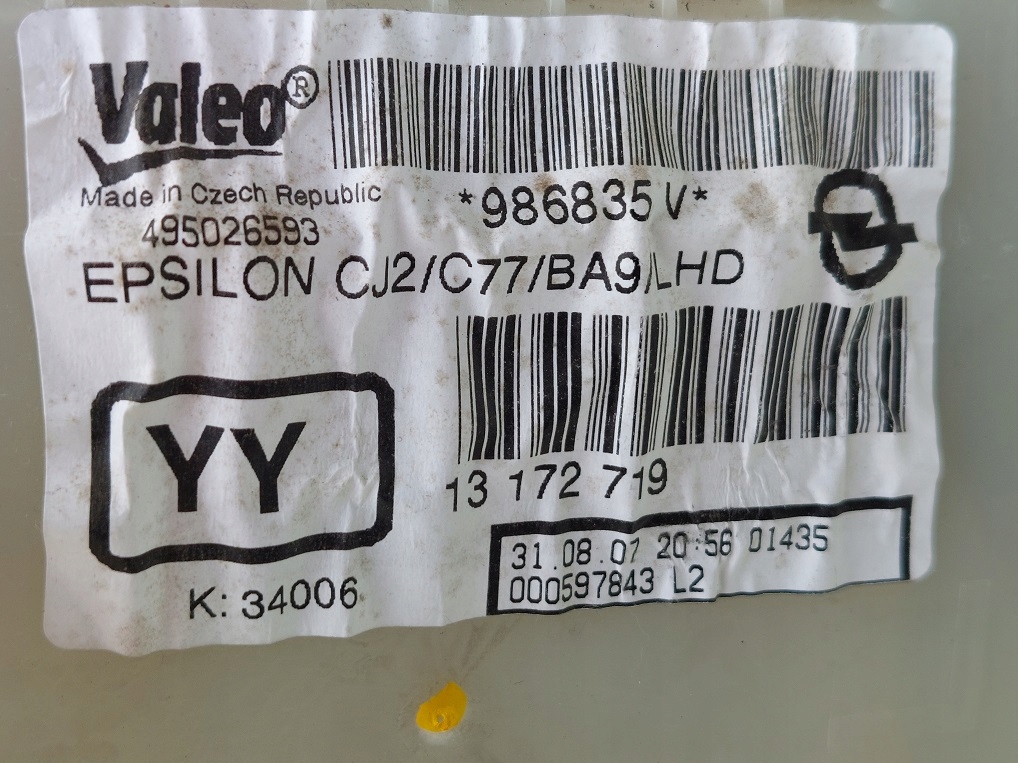 Valeo®
Made in Czech Republic
495026593
*986835V*
EPSILON CJ2/C77/BA9/LHD
YY
K: 34006
13 172 719
31.08.07 20:56 01435
000597843 L2